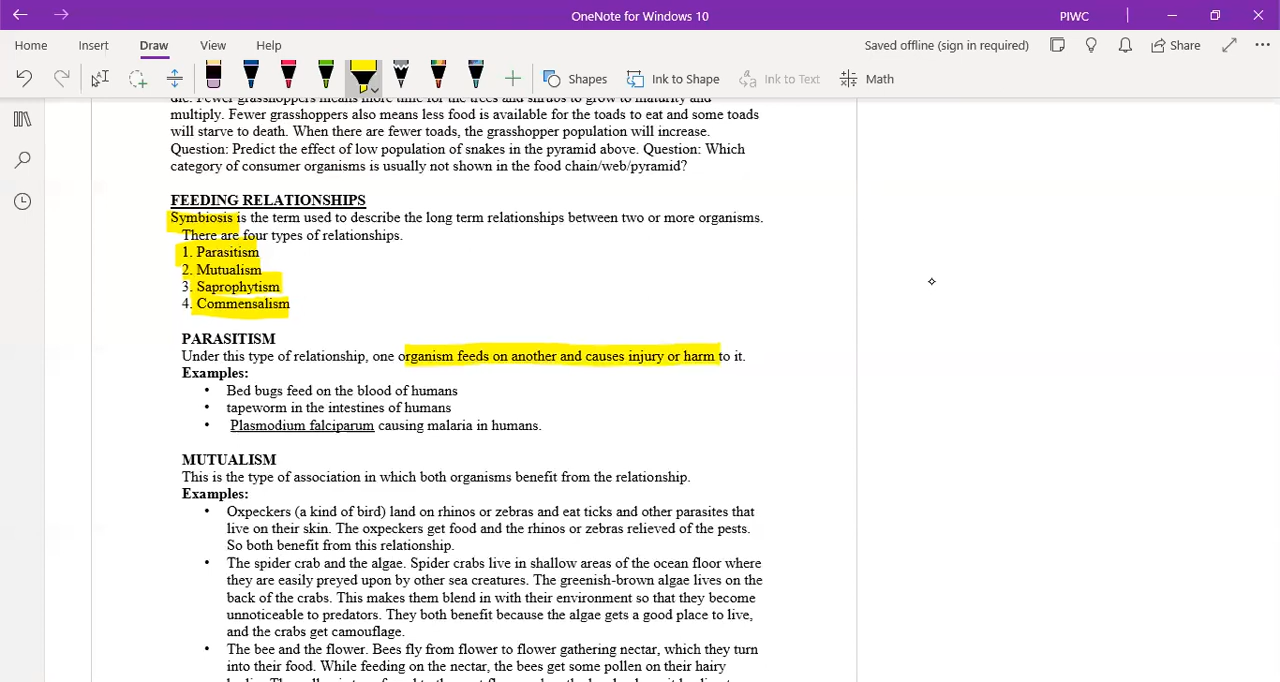 OneNote for Windows 10
PIWC
Home Insert Draw View Help
Saved offline (sign in required) Share
Shapes Ink to Shape Ink to Text Math
die. Fewer grasshoppers means more time for the trees and shrubs to grow to maturity and
multiply. Fewer grasshoppers also means less food is available for the toads to eat and some toads
will starve to death. When there are fewer toads, the grasshopper population will increase.
Question: Predict the effect of low population of snakes in the pyramid above. Question: Which
category of consumer organisms is usually not shown in the food chain/web/pyramid?
FEEDING RELATIONSHIPS
Symbiosis is the term used to describe the long term relationships between two or more organisms.
There are four types of relationships.
1. Parasitism
2. Mutualism
3. Saprophytism
4. Commensalism
PARASITISM
Under this type of relationship, one organism feeds on another and causes injury or harm to it.
Examples:
• Bed bugs feed on the blood of humans
• tapeworm in the intestines of humans
• Plasmodium falciparum causing malaria in humans.
MUTUALISM
This is the type of association in which both organisms benefit from the relationship.
Examples:
• Oxpeckers (a kind of bird) land on rhinos or zebras and eat ticks and other parasites that
live on their skin. The oxpeckers get food and the rhinos or zebras relieved of the pests.
So both benefit from this relationship.
• The spider crab and the algae. Spider crabs live in shallow areas of the ocean floor where
they are easily preyed upon by other sea creatures. The greenish-brown algae lives on the
back of the crabs. This makes them blend in with their environment so that they become
unnoticeable to predators. They both benefit because the algae gets a good place to live,
and the crabs get camouflage.
• The bee and the flower. Bees fly from flower to flower gathering nectar, which they turn
into their food. While feeding on the nectar, the bees get some pollen on their hairy